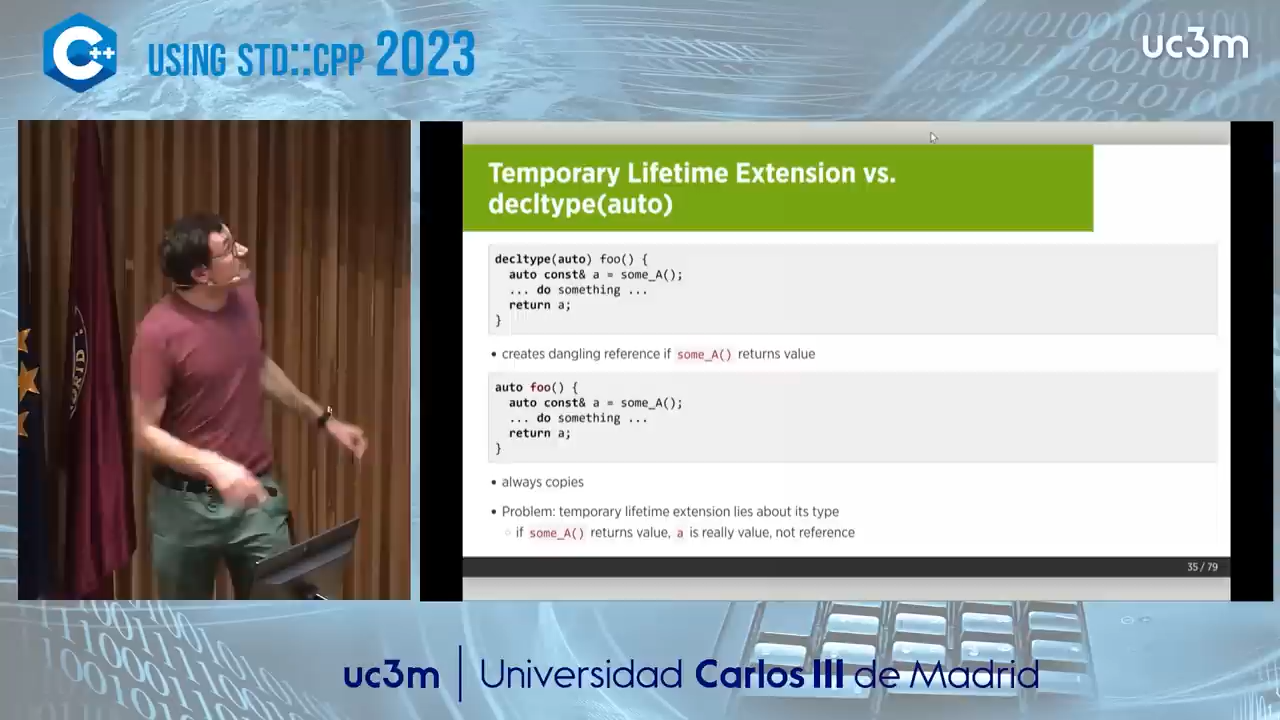 C++
USING STD::CPP 2023
uc3m
Temporary Lifetime Extension vs.
decltype(auto)
decltype(auto) foo() {
auto const& a = some_A();
... do something ...
return a;
}
• creates dangling reference if some_A() returns value
auto foo() {
auto const& a = some_A();
... do something ...
return a;
}
• always copies
• Problem: temporary lifetime extension lies about its type
◦ if some_A() returns value, a is really value, not reference
35 / 79
uc3m | Universidad Carlos III de Madrid